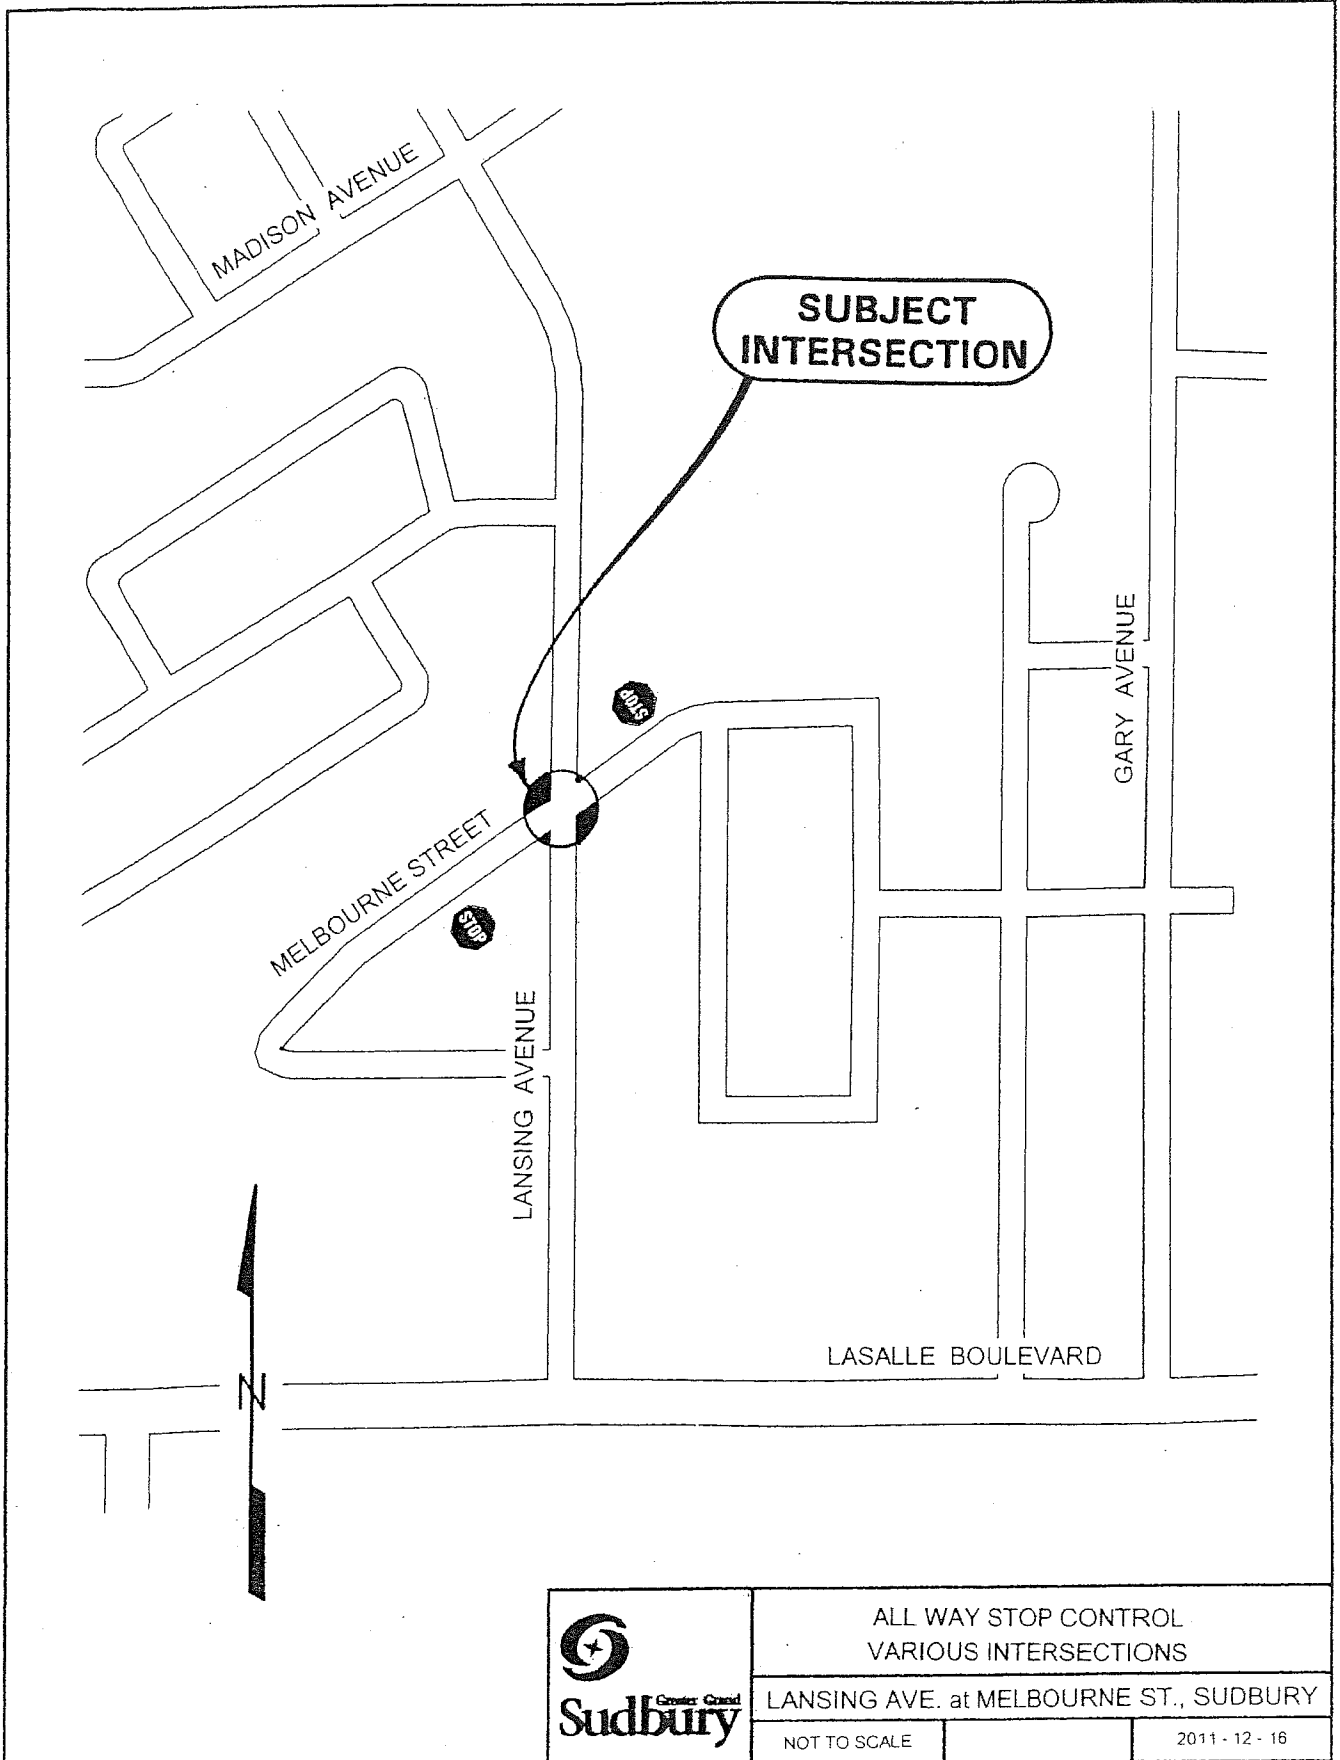 MADISON AVENUE
SUBJECT
INTERSECTION
GARY AVENUE
STOP
MELBOURNE STREET
STOP
LANSING AVENUE
LASALLE BOULEVARD
N
Greater Grand
Sudbury
ALL WAY STOP CONTROL
VARIOUS INTERSECTIONS
LANSING AVE. at MELBOURNE ST., SUDBURY
NOT TO SCALE
2011 - 12 - 16